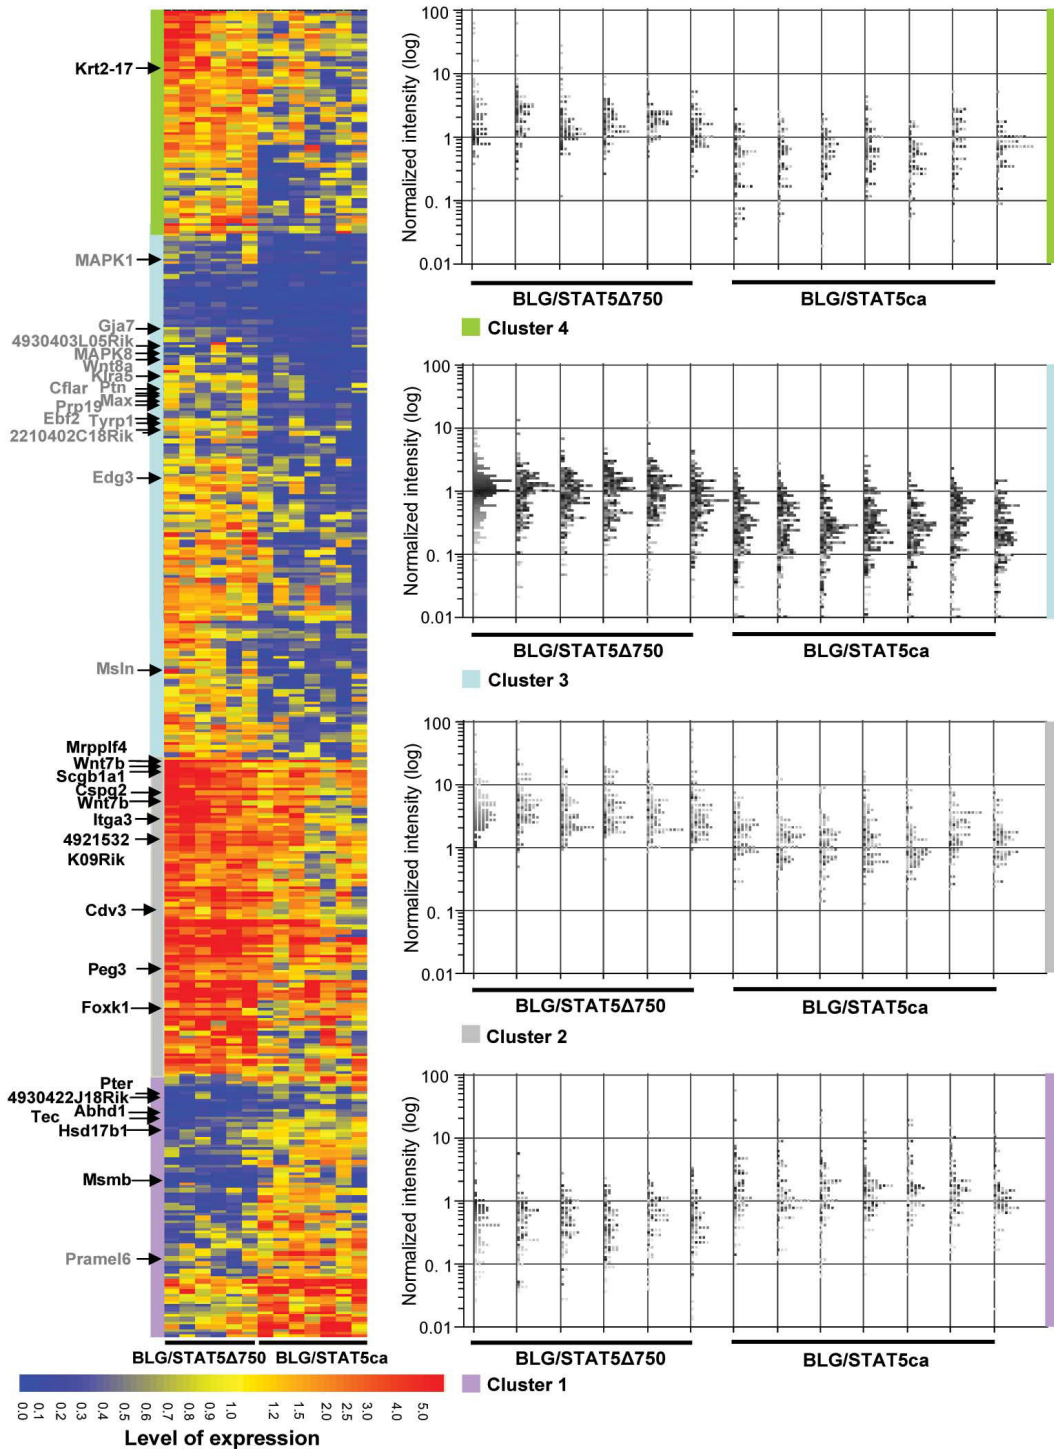 Krt2-17
MAPK1
Gja7
4930403L05Rik
MAPK8
Wnt8a
Klra5
Cflar Ptn
Max
Prp19
Ebf2 Tyrp1
2210402C18Rik
Edg3
Msln
Mrpplf4
Wnt7b
Scgb1a1
Cspg2
Wnt7b
Itga3
4921532
K09Rik
Cdv3
Peg3
Foxk1
Pter
4930422J18Rik
Abhd1
Tec
Hsd17b1
Msmb
Pramel6
BLG/STAT5Δ750 BLG/STAT5ca
0.0 0.1 0.4 0.5 0.6 0.7 0.8 0.9 1.0 1.2 1.5 2.0 2.5 3.0 4.0 5.0
Level of expression
Normalized intensity (log)
100
10
1
0.1
0.01
BLG/STAT5Δ750 BLG/STAT5ca
Cluster 4
Normalized intensity (log)
100
10
1
0.1
0.01
BLG/STAT5Δ750 BLG/STAT5ca
Cluster 3
Normalized intensity (log)
100
10
1
0.1
0.01
BLG/STAT5Δ750 BLG/STAT5ca
Cluster 2
Normalized intensity (log)
100
10
1
0.1
0.01
BLG/STAT5Δ750 BLG/STAT5ca
Cluster 1